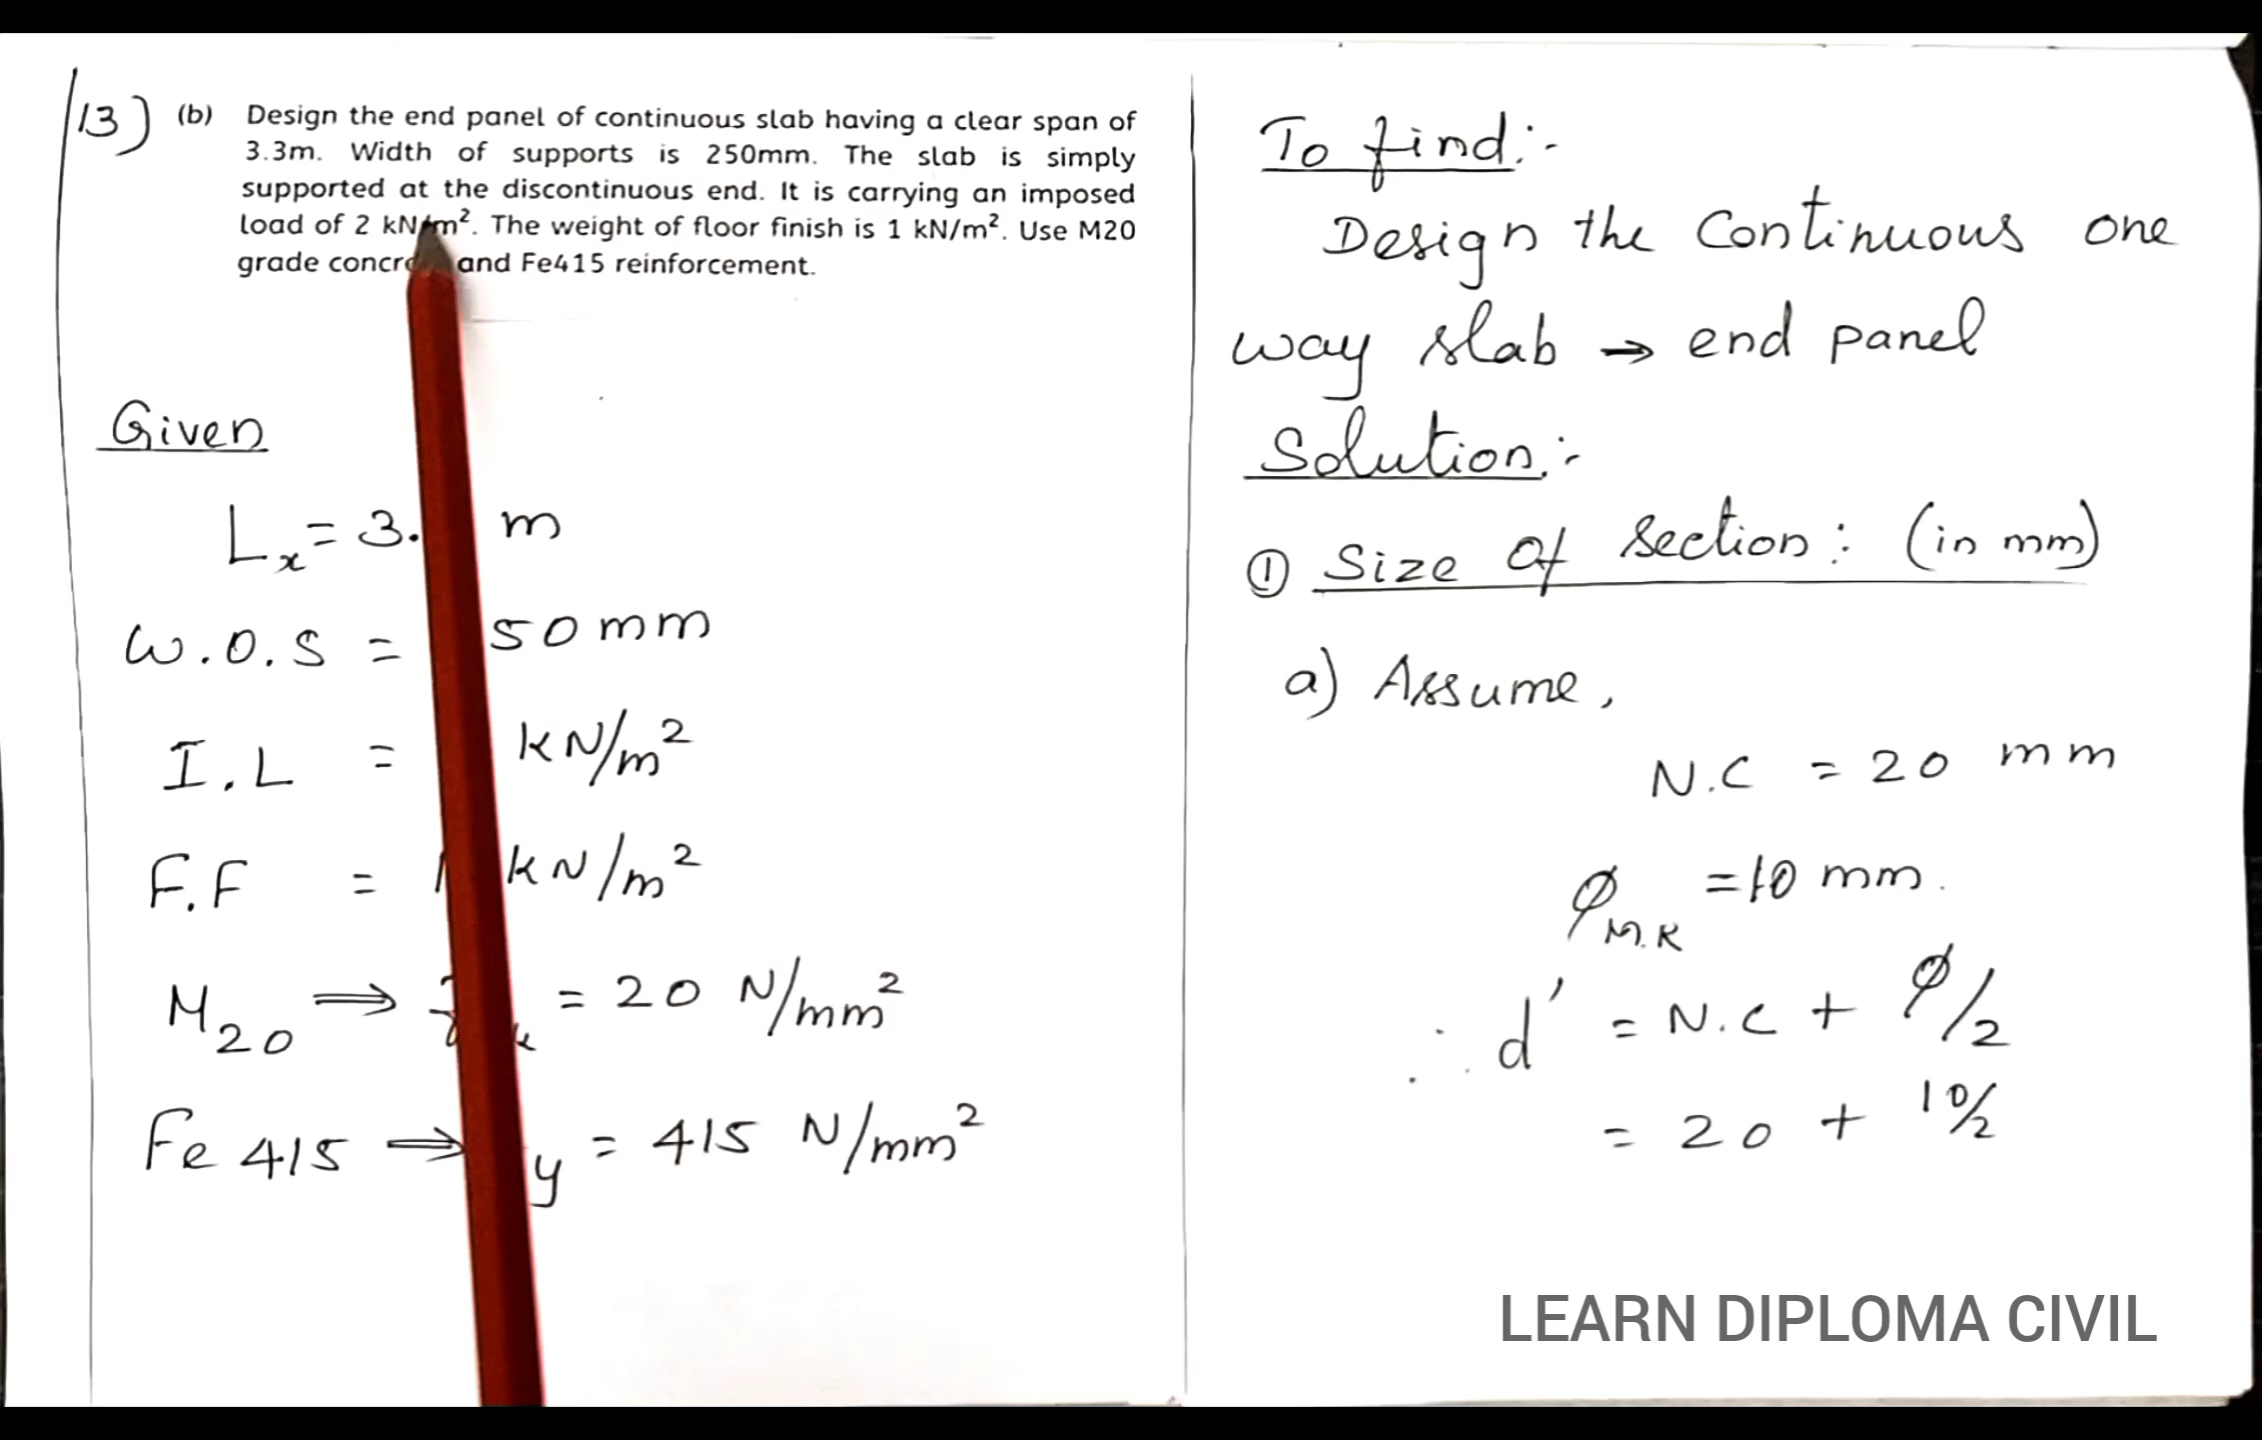 13) (b) Design the end panel of continuous slab having a clear span of
3.3m. Width of supports is 250mm. The slab is simply
supported at the discontinuous end. It is carrying an imposed
load of 2 kN/m². The weight of floor finish is 1 kN/m². Use M20
grade and Fe415 reinforcement.
Given
Lx = 3. m
W.O.S = 50 mm
I.L = kN/m²
F.F = kN/m²
M20 ⇒ = 20 N/mm²
Fe 415 ⇒ y = 415 N/mm²
To find:-
Design the Continuous one
way slab → end panel
Solution:-
① Size of section: (in mm)
a) Assume,
N.C = 20 mm
φM.R = 10 mm.
∴ d' = N.C + φ/2
= 20 + 10/2
LEARN DIPLOMA CIVIL